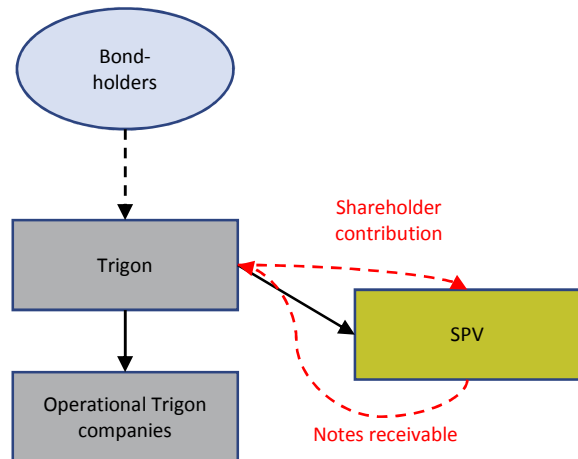 Bond-
holders
Shareholder
contribution
Trigon
SPV
Operational Trigon
companies
Notes receivable